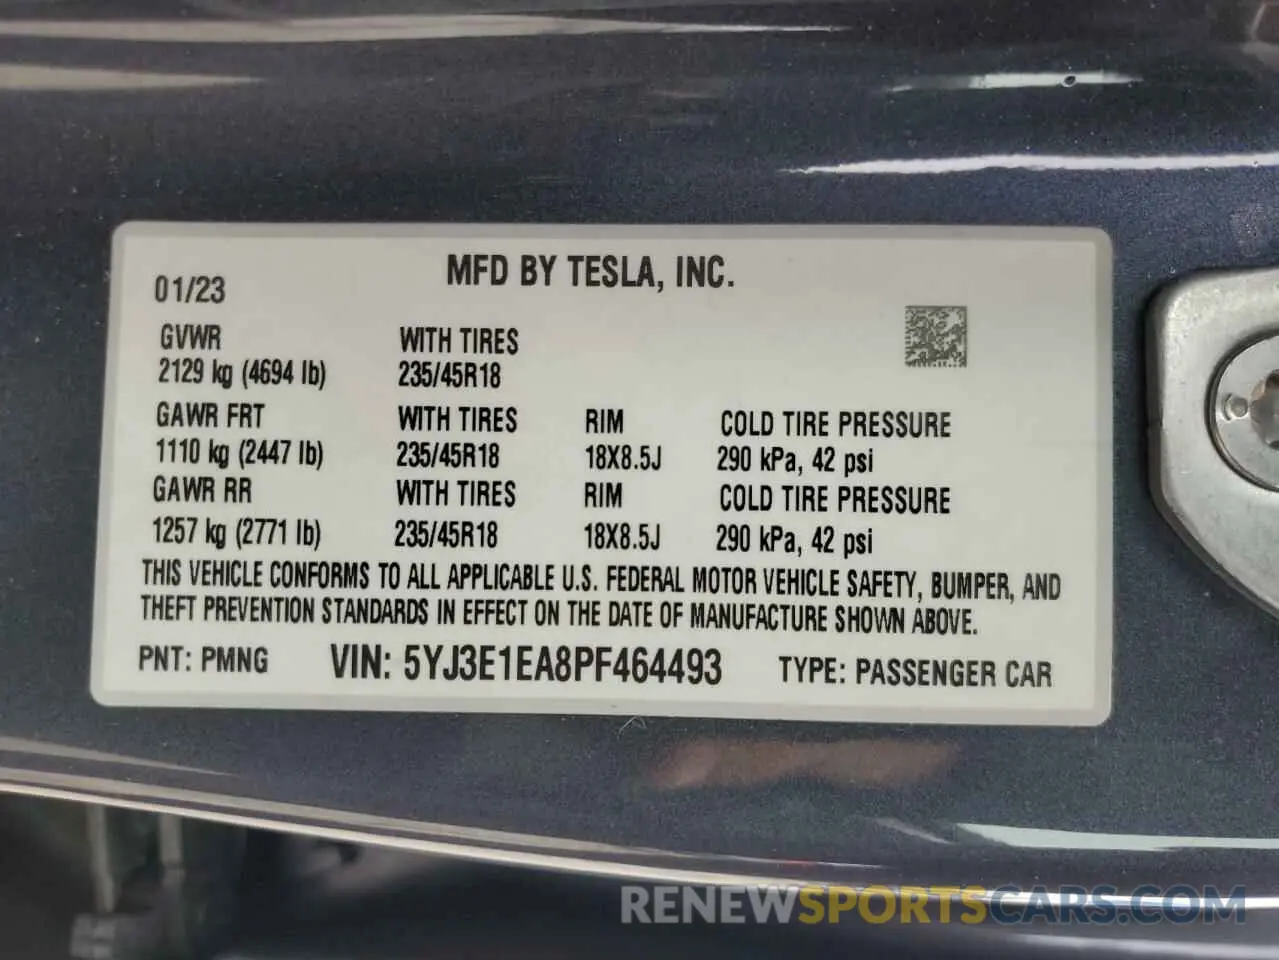 MFD BY TESLA, INC.
01/23
GVWR WITH TIRES
2129 kg (4694 lb) 235/45R18
GAWR FRT WITH TIRES RIM COLD TIRE PRESSURE
1110 kg (2447 lb) 235/45R18 18X8.5J 290 kPa, 42 psi
GAWR RR WITH TIRES RIM COLD TIRE PRESSURE
1257 kg (2771 lb) 235/45R18 18X8.5J 290 kPa, 42 psi
THIS VEHICLE CONFORMS TO ALL APPLICABLE U.S. FEDERAL MOTOR VEHICLE SAFETY, BUMPER, AND
THEFT PREVENTION STANDARDS IN EFFECT ON THE DATE OF MANUFACTURE SHOWN ABOVE.
PNT: PMNG VIN: 5YJ3E1EA8PF464493 TYPE: PASSENGER CAR
RENEWSPORTSCARS.COM